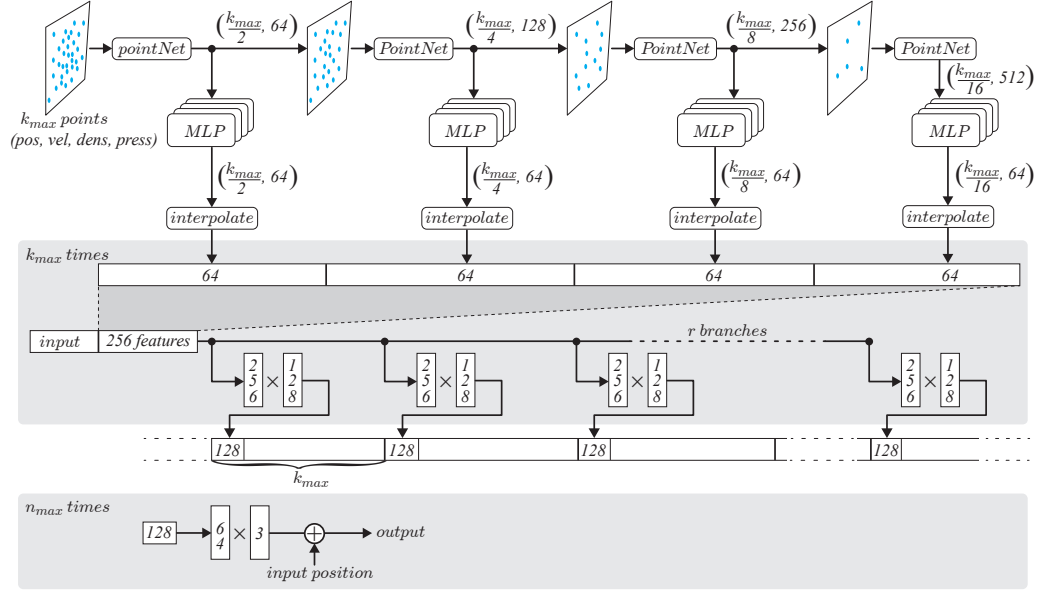 (k_max/2, 64)
(k_max/4, 128)
(k_max/8, 256)
pointNet
PointNet
PointNet
PointNet
(k_max/16, 512)
k_max points
(pos, vel, dens, press)
MLP
MLP
MLP
MLP
(k_max/2, 64)
(k_max/4, 64)
(k_max/8, 64)
(k_max/16, 64)
interpolate
interpolate
interpolate
interpolate
k_max times
64
64
64
64
input
256 features
r branches
256 × 128
256 × 128
256 × 128
256 × 128
128
128
128
128
k_max
n_max times
128
64 × 3
+
output
input position